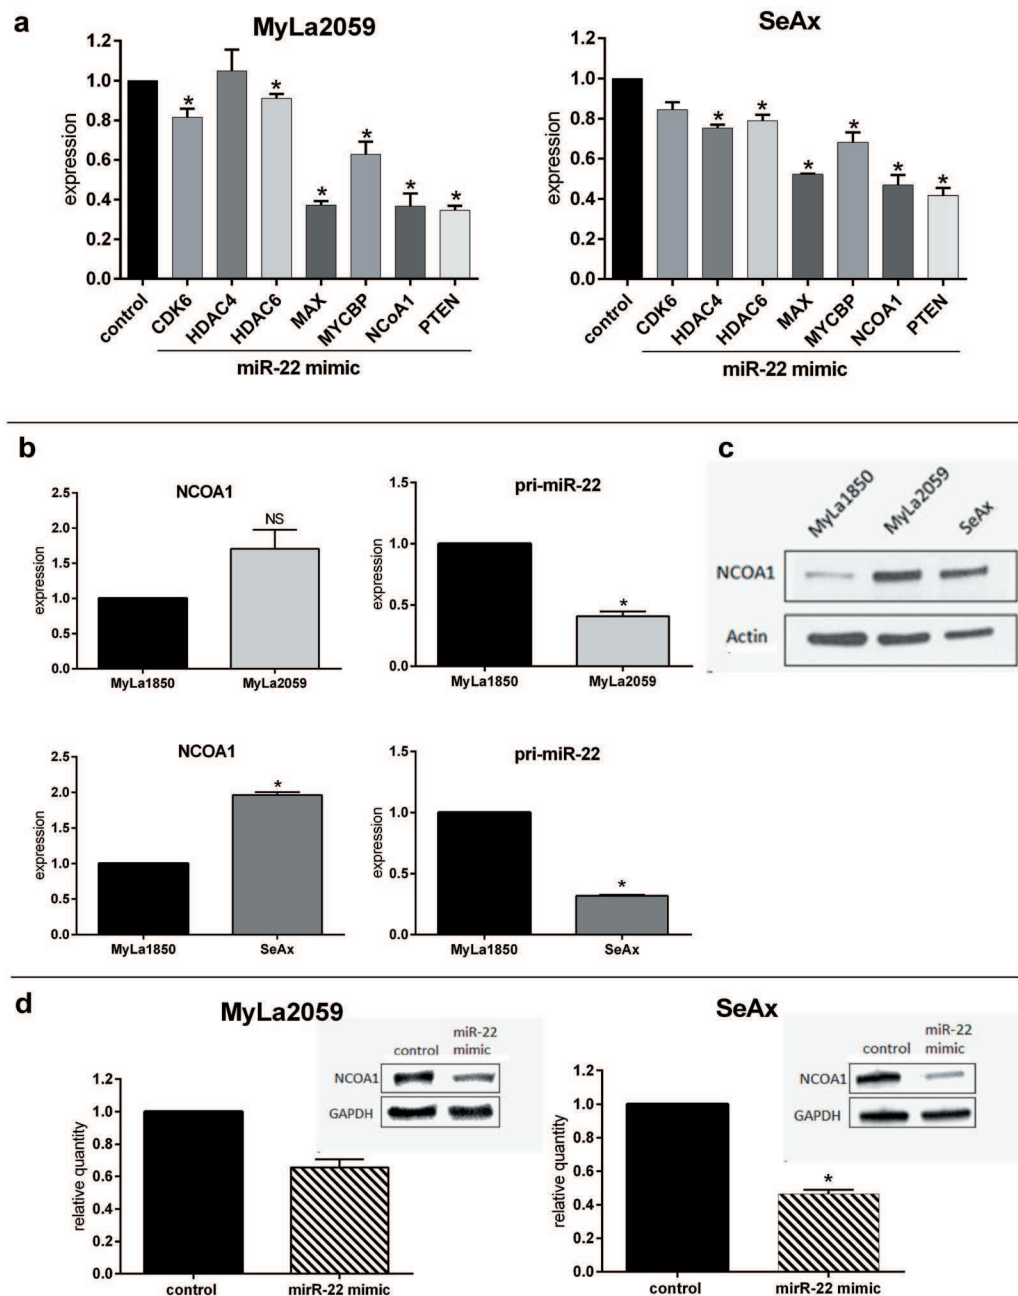 a
MyLa2059
SeAx
1.2
1.0
0.8
0.6
0.4
0.2
0.0
expression
* * * * * *
control CDK6 HDAC4 HDAC6 MAX MYCBP NCoA1 PTEN
miR-22 mimic
1.2
1.0
0.8
0.6
0.4
0.2
0.0
expression
* * * * * *
control CDK6 HDAC4 HDAC6 MAX MYCBP NCOA1 PTEN
miR-22 mimic
b
NCOA1
2.5
2.0
1.5
1.0
0.5
0.0
expression
NS
MyLa1850 MyLa2059
pri-miR-22
1.5
1.0
0.5
0.0
expression
*
MyLa1850 MyLa2059
c
MyLa1850 MyLa2059 SeAx
NCOA1
Actin
NCOA1
2.5
2.0
1.5
1.0
0.5
0.0
expression
*
MyLa1850 SeAx
pri-miR-22
1.5
1.0
0.5
0.0
expression
*
MyLa1850 SeAx
d
MyLa2059
control miR-22 mimic
NCOA1
GAPDH
1.2
1.0
0.8
0.6
0.4
0.2
0.0
relative quantity
control mirR-22 mimic
SeAx
control miR-22 mimic
NCOA1
GAPDH
1.2
1.0
0.8
0.6
0.4
0.2
0.0
relative quantity
*
control mirR-22 mimic